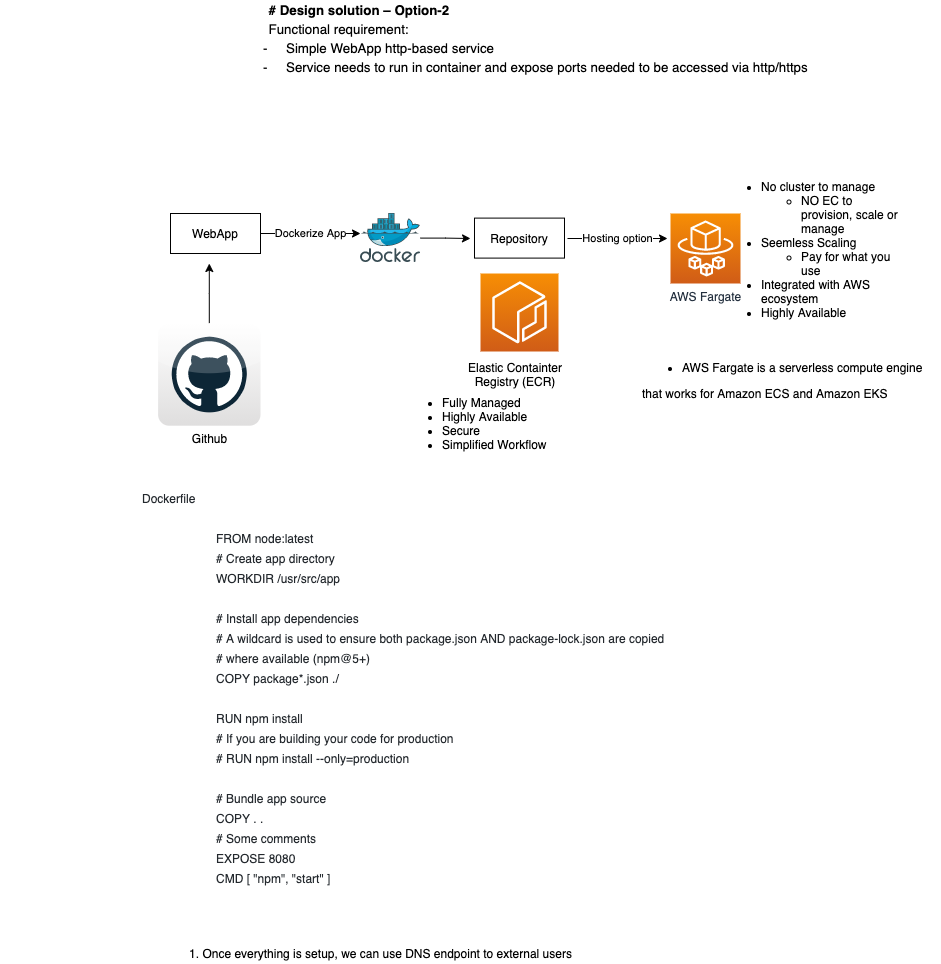 # Design solution – Option-2
Functional requirement:
- Simple WebApp http-based service
- Service needs to run in container and expose ports needed to be accessed via http/https
WebApp
Dockerize App
docker
Repository
Hosting option
AWS Fargate
• No cluster to manage
○ NO EC to
provision, scale or
manage
• Seemless Scaling
○ Pay for what you
use
• Integrated with AWS
ecosystem
• Highly Available
Github
Elastic Containter
Registry (ECR)
• Fully Managed
• Highly Available
• Secure
• Simplified Workflow
• AWS Fargate is a serverless compute engine
that works for Amazon ECS and Amazon EKS
Dockerfile
FROM node:latest
# Create app directory
WORKDIR /usr/src/app
# Install app dependencies
# A wildcard is used to ensure both package.json AND package-lock.json are copied
# where available (npm@5+)
COPY package*.json ./
RUN npm install
# If you are building your code for production
# RUN npm install --only=production
# Bundle app source
COPY . .
# Some comments
EXPOSE 8080
CMD [ "npm", "start" ]
1. Once everything is setup, we can use DNS endpoint to external users